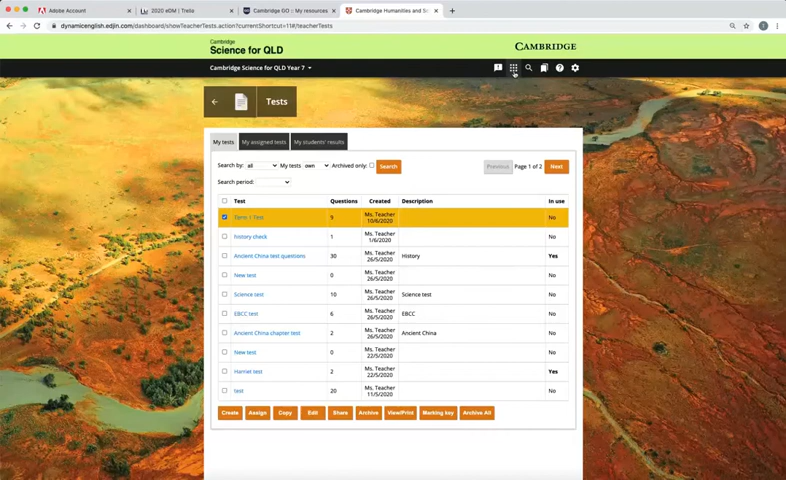 Adobe Account
2020 eDM | Trello
Cambridge GO :: My resources
Cambridge Humanities and So
dynamicenglish.edjin.com/dashboard/showTeacherTests.action?currentShortcut=11#/teacherTests
Cambridge
Science for QLD
CAMBRIDGE
Cambridge Science for QLD Year 7
Tests
My tests My assigned tests My students' results
Search by: all My tests own Archived only: Search Previous Page 1 of 2 Next
Search period:
Test Questions Created Description In use
Term 1 Test 9 Ms. Teacher 10/6/2020 No
history check 1 Ms. Teacher 1/6/2020 No
Ancient China test questions 30 Ms. Teacher 26/5/2020 History Yes
New test 0 Ms. Teacher 26/5/2020 No
Science test 10 Ms. Teacher 26/5/2020 Science test No
EBCC test 6 Ms. Teacher 26/5/2020 EBCC No
Ancient China chapter test 2 Ms. Teacher 26/5/2020 Ancient China No
New test 0 Ms. Teacher 22/5/2020 No
Harriet test 2 Ms. Teacher 22/5/2020 Yes
test 20 Ms. Teacher 11/5/2020 No
Create Assign Copy Edit Share Archive View/Print Marking key Archive All